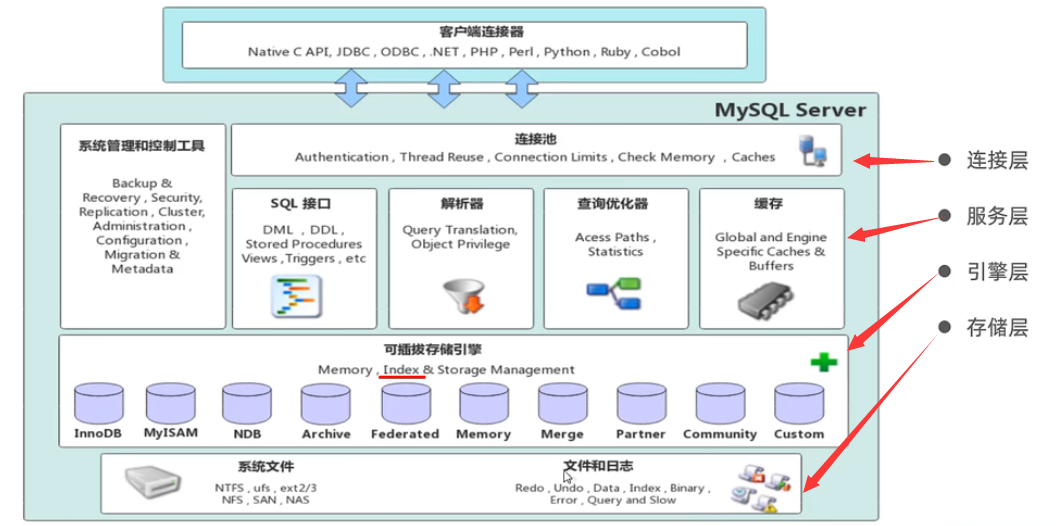 客户端连接器
Native C API, JDBC , ODBC , .NET , PHP , Perl , Python , Ruby , Cobol
MySQL Server
系统管理和控制工具
Backup &
Recovery , Security,
Replication , Cluster,
Administration ,
Configuration ,
Migration &
Metadata
连接池
Authentication , Thread Reuse , Connection Limits , Check Memory , Caches
SQL 接口
DML , DDL ,
Stored Procedures
Views ,Triggers , etc
解析器
Query Translation,
Object Privilege
查询优化器
Acess Paths ,
Statistics
缓存
Global and Engine
Specific Caches &
Buffers
可插拔存储引擎
Memory , Index & Storage Management
InnoDB
MyISAM
NDB
Archive
Federated
Memory
Merge
Partner
Community
Custom
系统文件
NTFS , ufs , ext2/3
NFS , SAN , NAS
文件和日志
Redo , Undo , Data , Index , Binary ,
Error , Query and Slow
连接层
服务层
引擎层
存储层